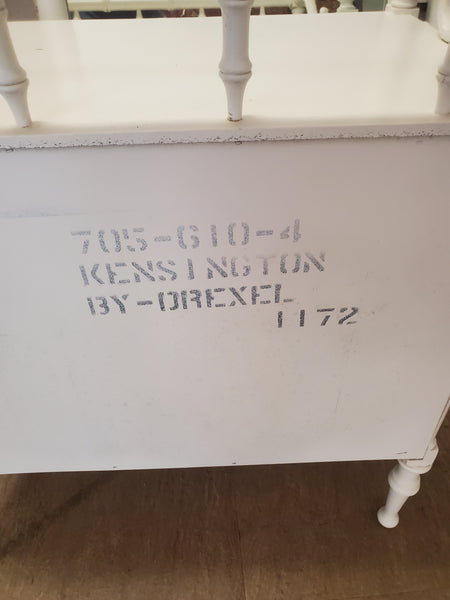 705-610-4
KENSINGTON
BY-DREXEL
1172